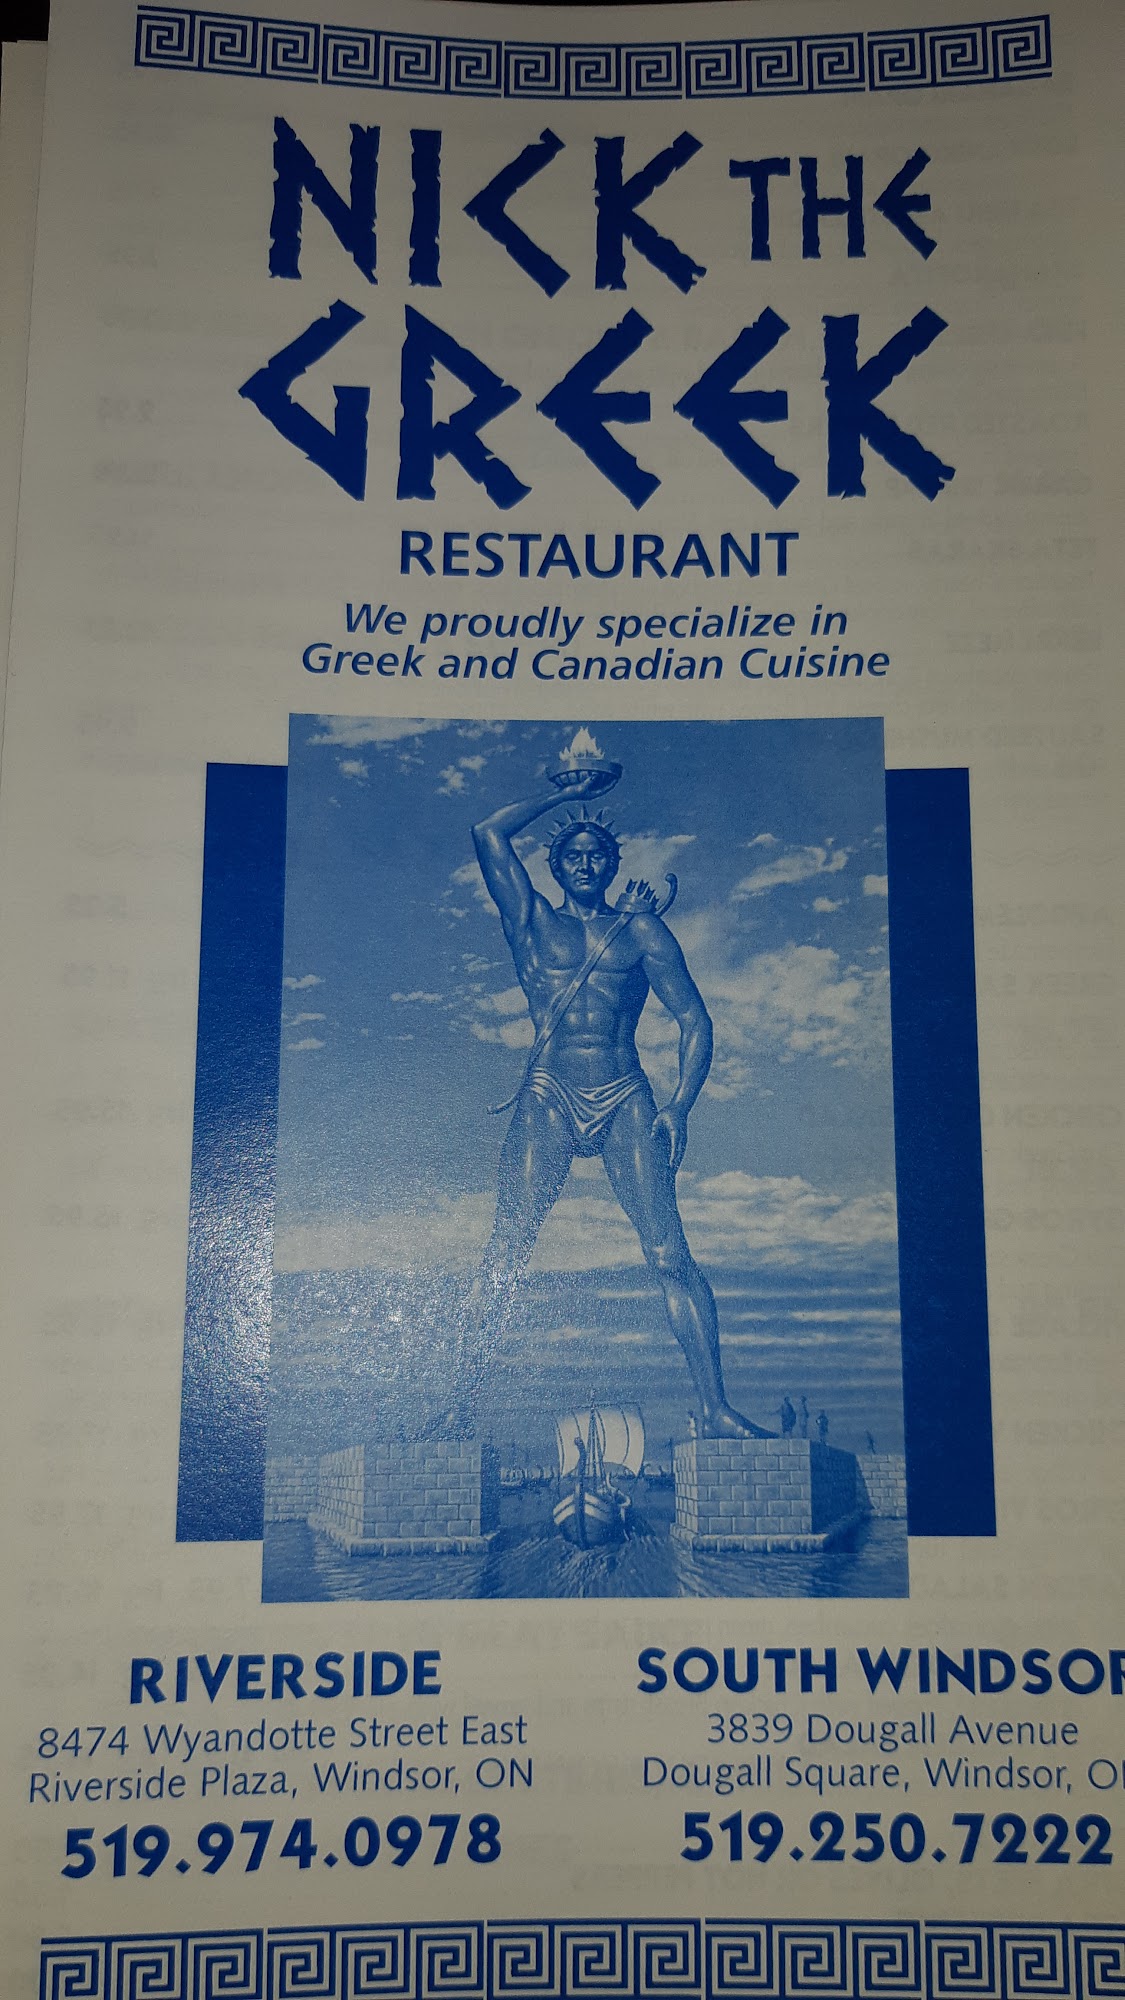 NICK THE
GREEK
RESTAURANT
We proudly specialize in
Greek and Canadian Cuisine
RIVERSIDE
8474 Wyandotte Street East
Riverside Plaza, Windsor, ON
519.974.0978
SOUTH WINDSOR
3839 Dougall Avenue
Dougall Square, Windsor, ON
519.250.7222